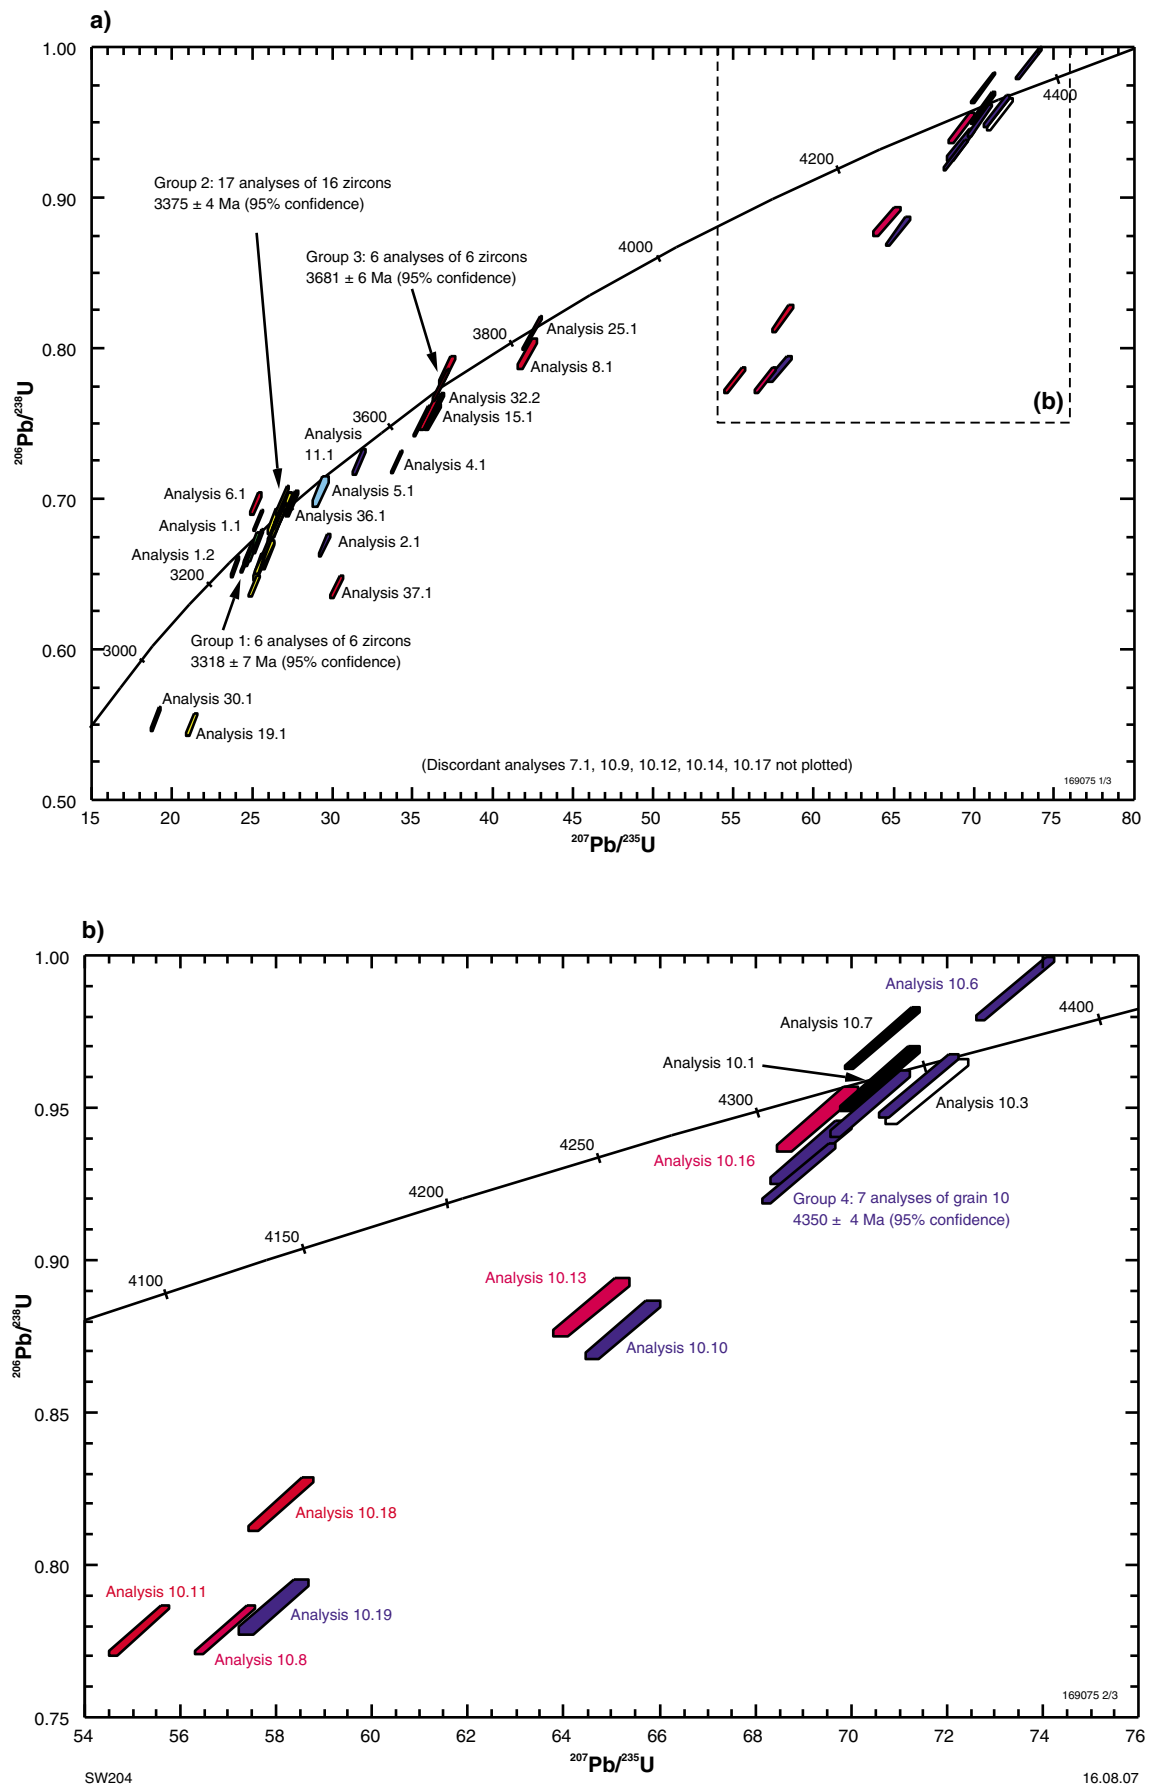 a)
1.00
0.90
0.80
0.70
0.60
0.50
²⁰⁶Pb/²³⁸U
4400
4200
4000
3800
3600
3200
3000
Group 2: 17 analyses of 16 zircons
3375 ± 4 Ma (95% confidence)
Group 3: 6 analyses of 6 zircons
3681 ± 6 Ma (95% confidence)
Analysis 25.1
Analysis 8.1
(b)
Analysis 32.2
Analysis 15.1
Analysis
11.1
Analysis 4.1
Analysis 6.1
Analysis 5.1
Analysis 1.1
Analysis 36.1
Analysis 1.2
Analysis 2.1
Analysis 37.1
Group 1: 6 analyses of 6 zircons
3318 ± 7 Ma (95% confidence)
Analysis 30.1
Analysis 19.1
(Discordant analyses 7.1, 10.9, 10.12, 10.14, 10.17 not plotted)
169075 1/3
15 20 25 30 35 40 45 50 55 60 65 70 75 80
²⁰⁷Pb/²³⁵U
b)
1.00
0.95
0.90
0.85
0.80
0.75
²⁰⁶Pb/²³⁸U
Analysis 10.6
4400
Analysis 10.7
Analysis 10.1
4300
Analysis 10.3
4250
Analysis 10.16
4200
Group 4: 7 analyses of grain 10
4350 ± 4 Ma (95% confidence)
4150
4100
Analysis 10.13
Analysis 10.10
Analysis 10.18
Analysis 10.11
Analysis 10.19
Analysis 10.8
169075 2/3
54 56 58 60 62 64 66 68 70 72 74 76
²⁰⁷Pb/²³⁵U
SW204
16.08.07